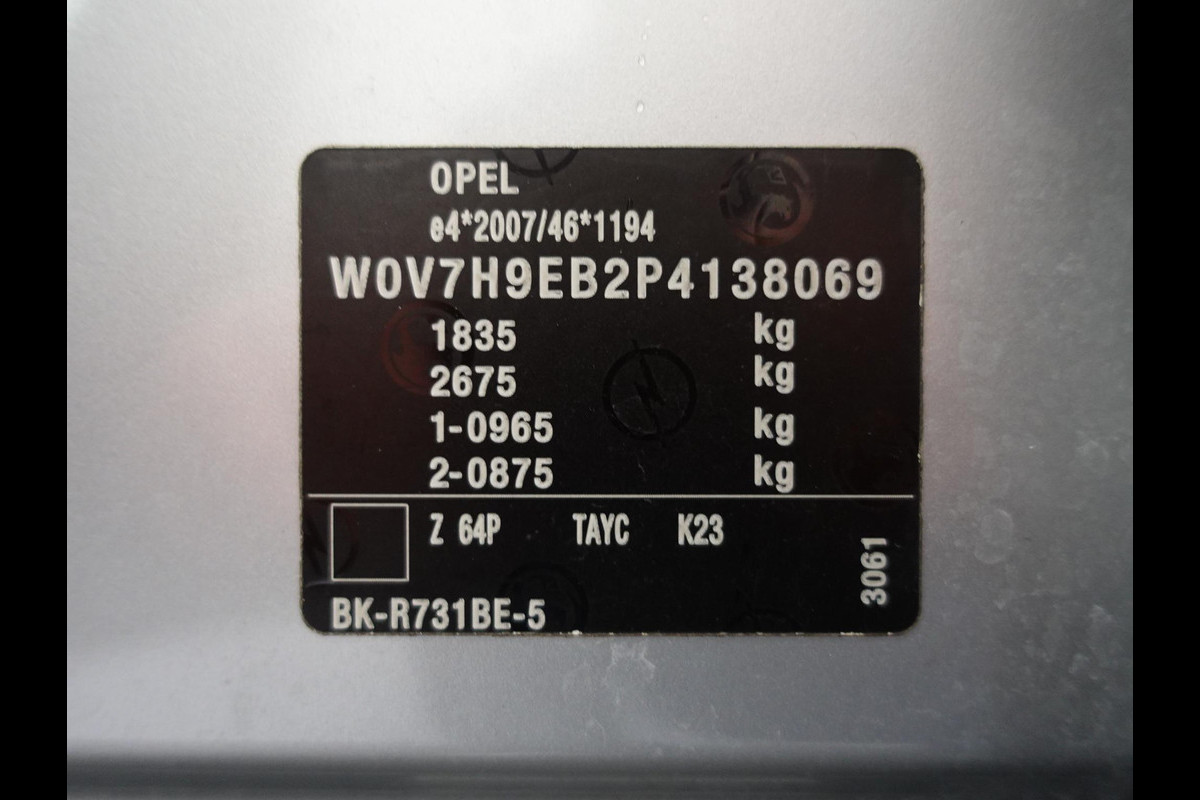 OPEL
e4*2007/46*1194
W0V7H9EB2P4138069
1835 kg
2675 kg
1-0965 kg
2-0875 kg
Z 64P TAYC K23
3061
BK-R731BE-5